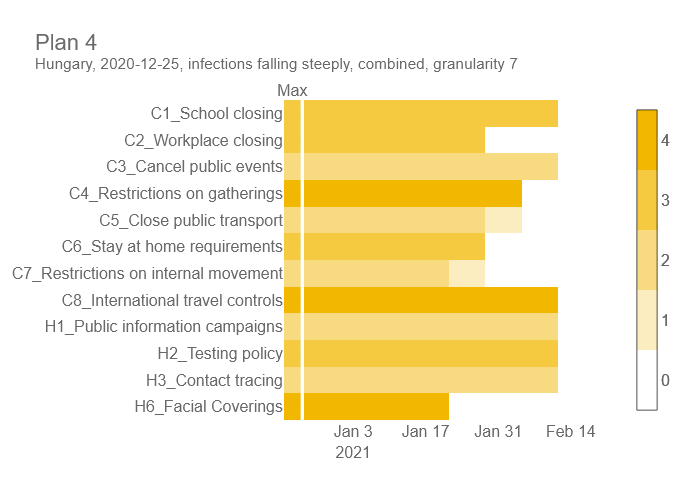 Plan 4
Hungary, 2020-12-25, infections falling steeply, combined, granularity 7
Max
C1_School closing
C2_Workplace closing
C3_Cancel public events
C4_Restrictions on gatherings
C5_Close public transport
C6_Stay at home requirements
C7_Restrictions on internal movement
C8_International travel controls
H1_Public information campaigns
H2_Testing policy
H3_Contact tracing
H6_Facial Coverings
Jan 3 Jan 17 Jan 31 Feb 14
2021
4
3
2
1
0